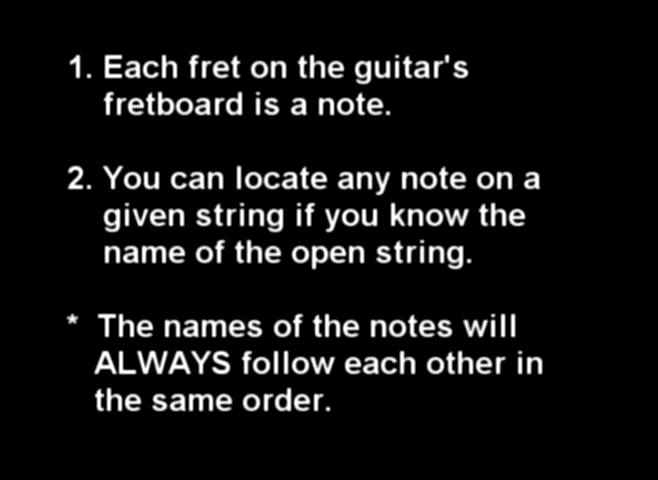 1. Each fret on the guitar's
fretboard is a note.
2. You can locate any note on a
given string if you know the
name of the open string.
* The names of the notes will
ALWAYS follow each other in
the same order.